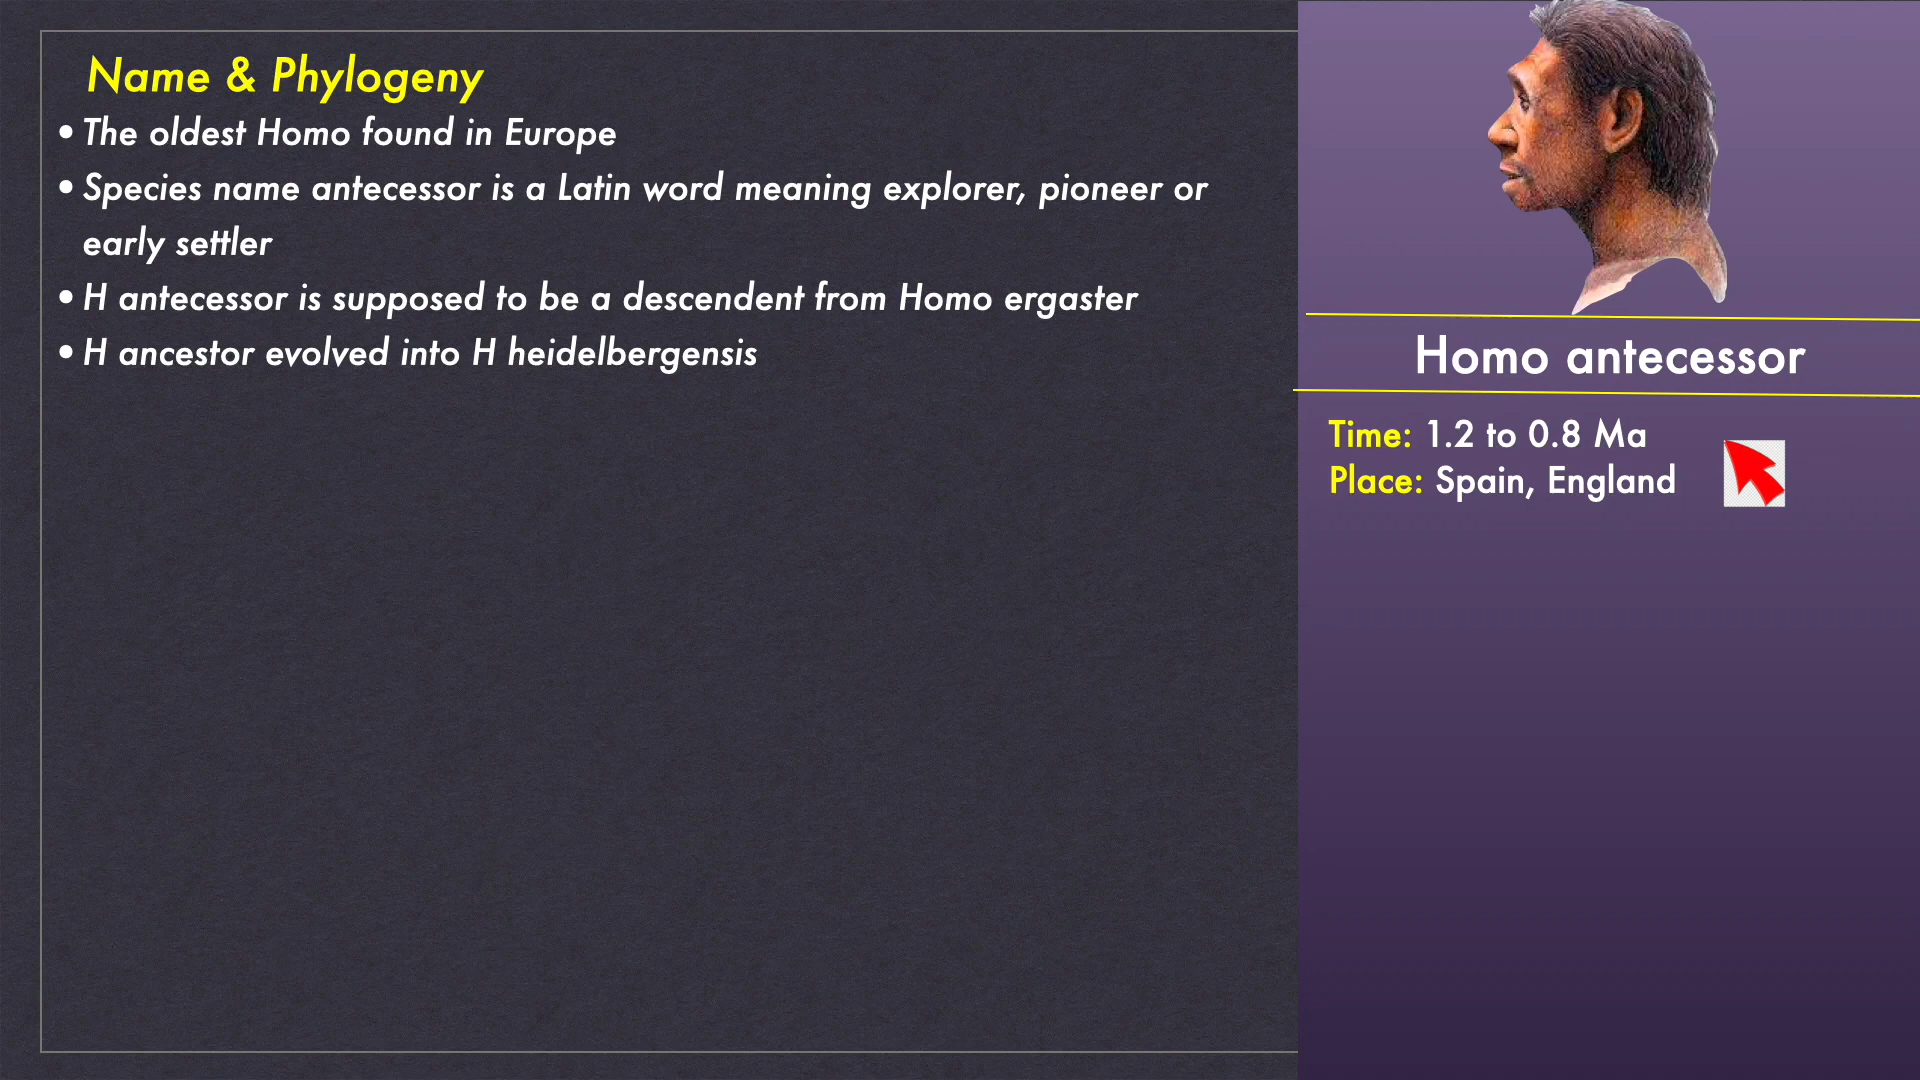 Name & Phylogeny
•The oldest Homo found in Europe
•Species name antecessor is a Latin word meaning explorer, pioneer or
early settler
•H antecessor is supposed to be a descendent from Homo ergaster
•H ancestor evolved into H heidelbergensis
Homo antecessor
Time: 1.2 to 0.8 Ma
Place: Spain, England